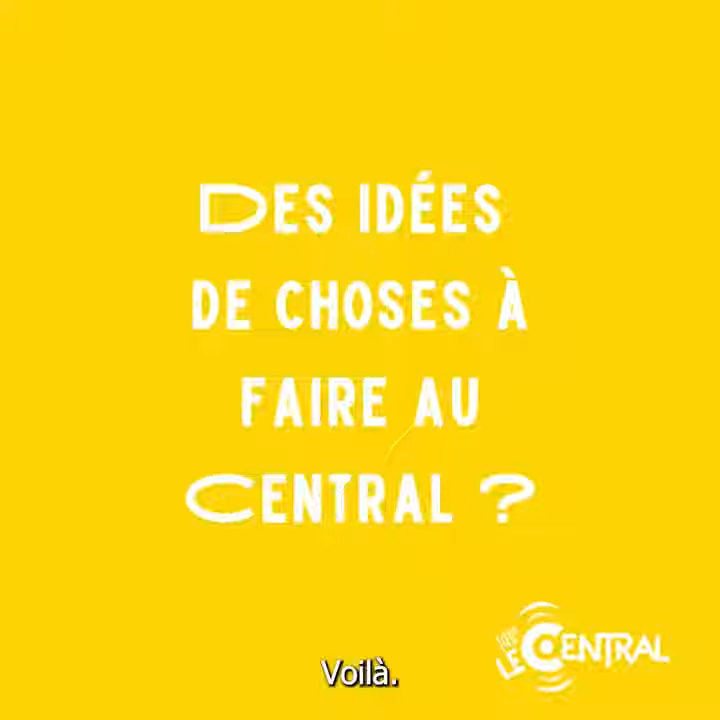 Des idées
de choses à
faire au
Central ?
Le Central
Voilà.